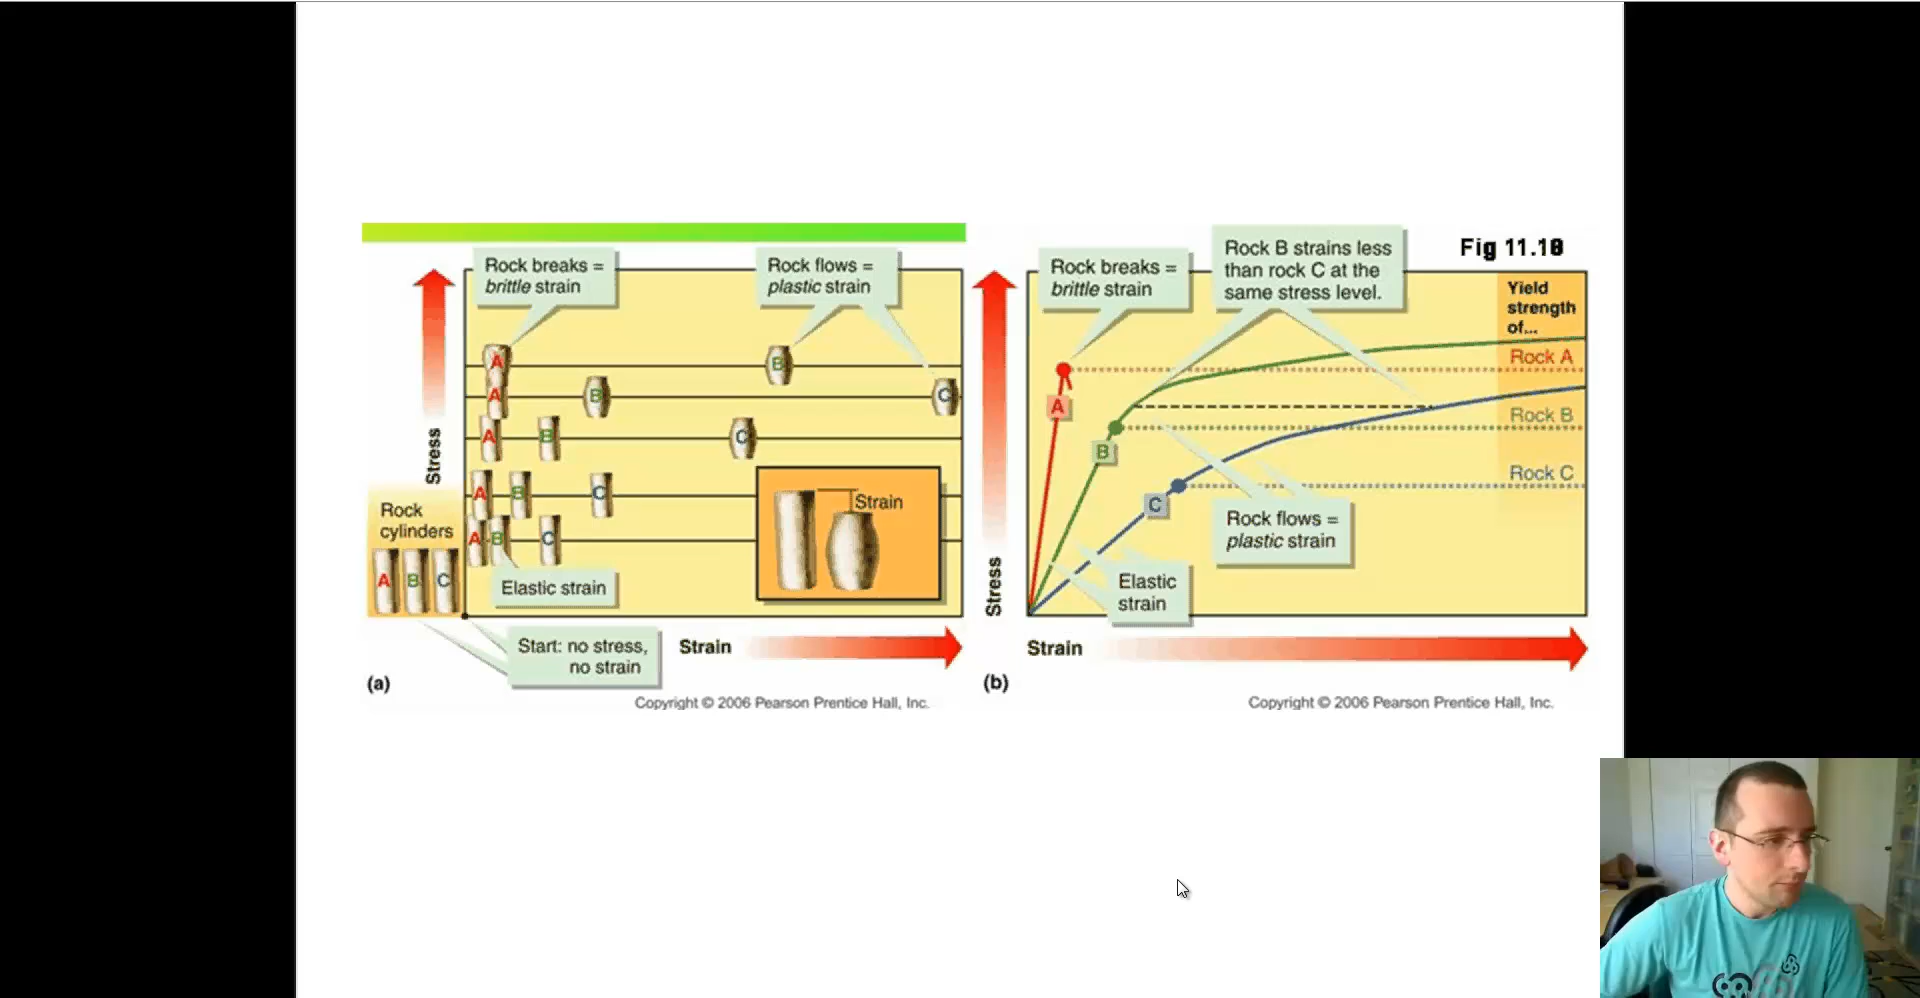 Rock breaks =
brittle strain
Rock flows =
plastic strain
Stress
A
B
A
B
C
A
B
C
A
B
C
A
B
C
Strain
Rock
cylinders
A B C
Elastic strain
Start: no stress,
no strain
Strain
(a)
Copyright © 2006 Pearson Prentice Hall, Inc.
Fig 11.10
Rock breaks =
brittle strain
Rock B strains less
than rock C at the
same stress level.
Yield
strength
of...
Rock A
Rock B
Rock C
A
B
C
Rock flows =
plastic strain
Elastic
strain
Stress
Strain
(b)
Copyright © 2006 Pearson Prentice Hall, Inc.